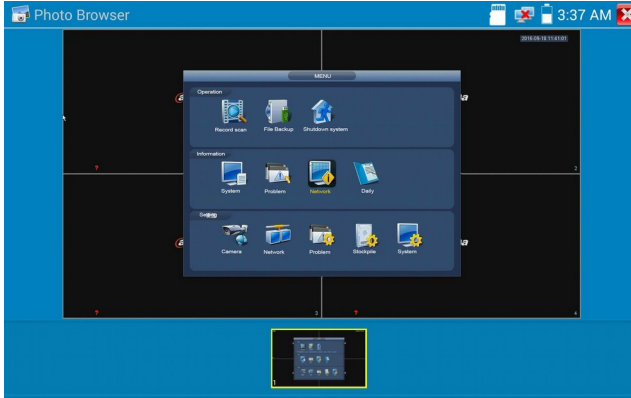 Photo Browser
3:37 AM
2016-09-18 11:41:01
MENU
Operation
Record scan
File Backup
Shutdown system
Information
System
Problem
Network
Daily
Setting
Camera
Network
Problem
Stockpile
System
?
2
?
3
?
4
1